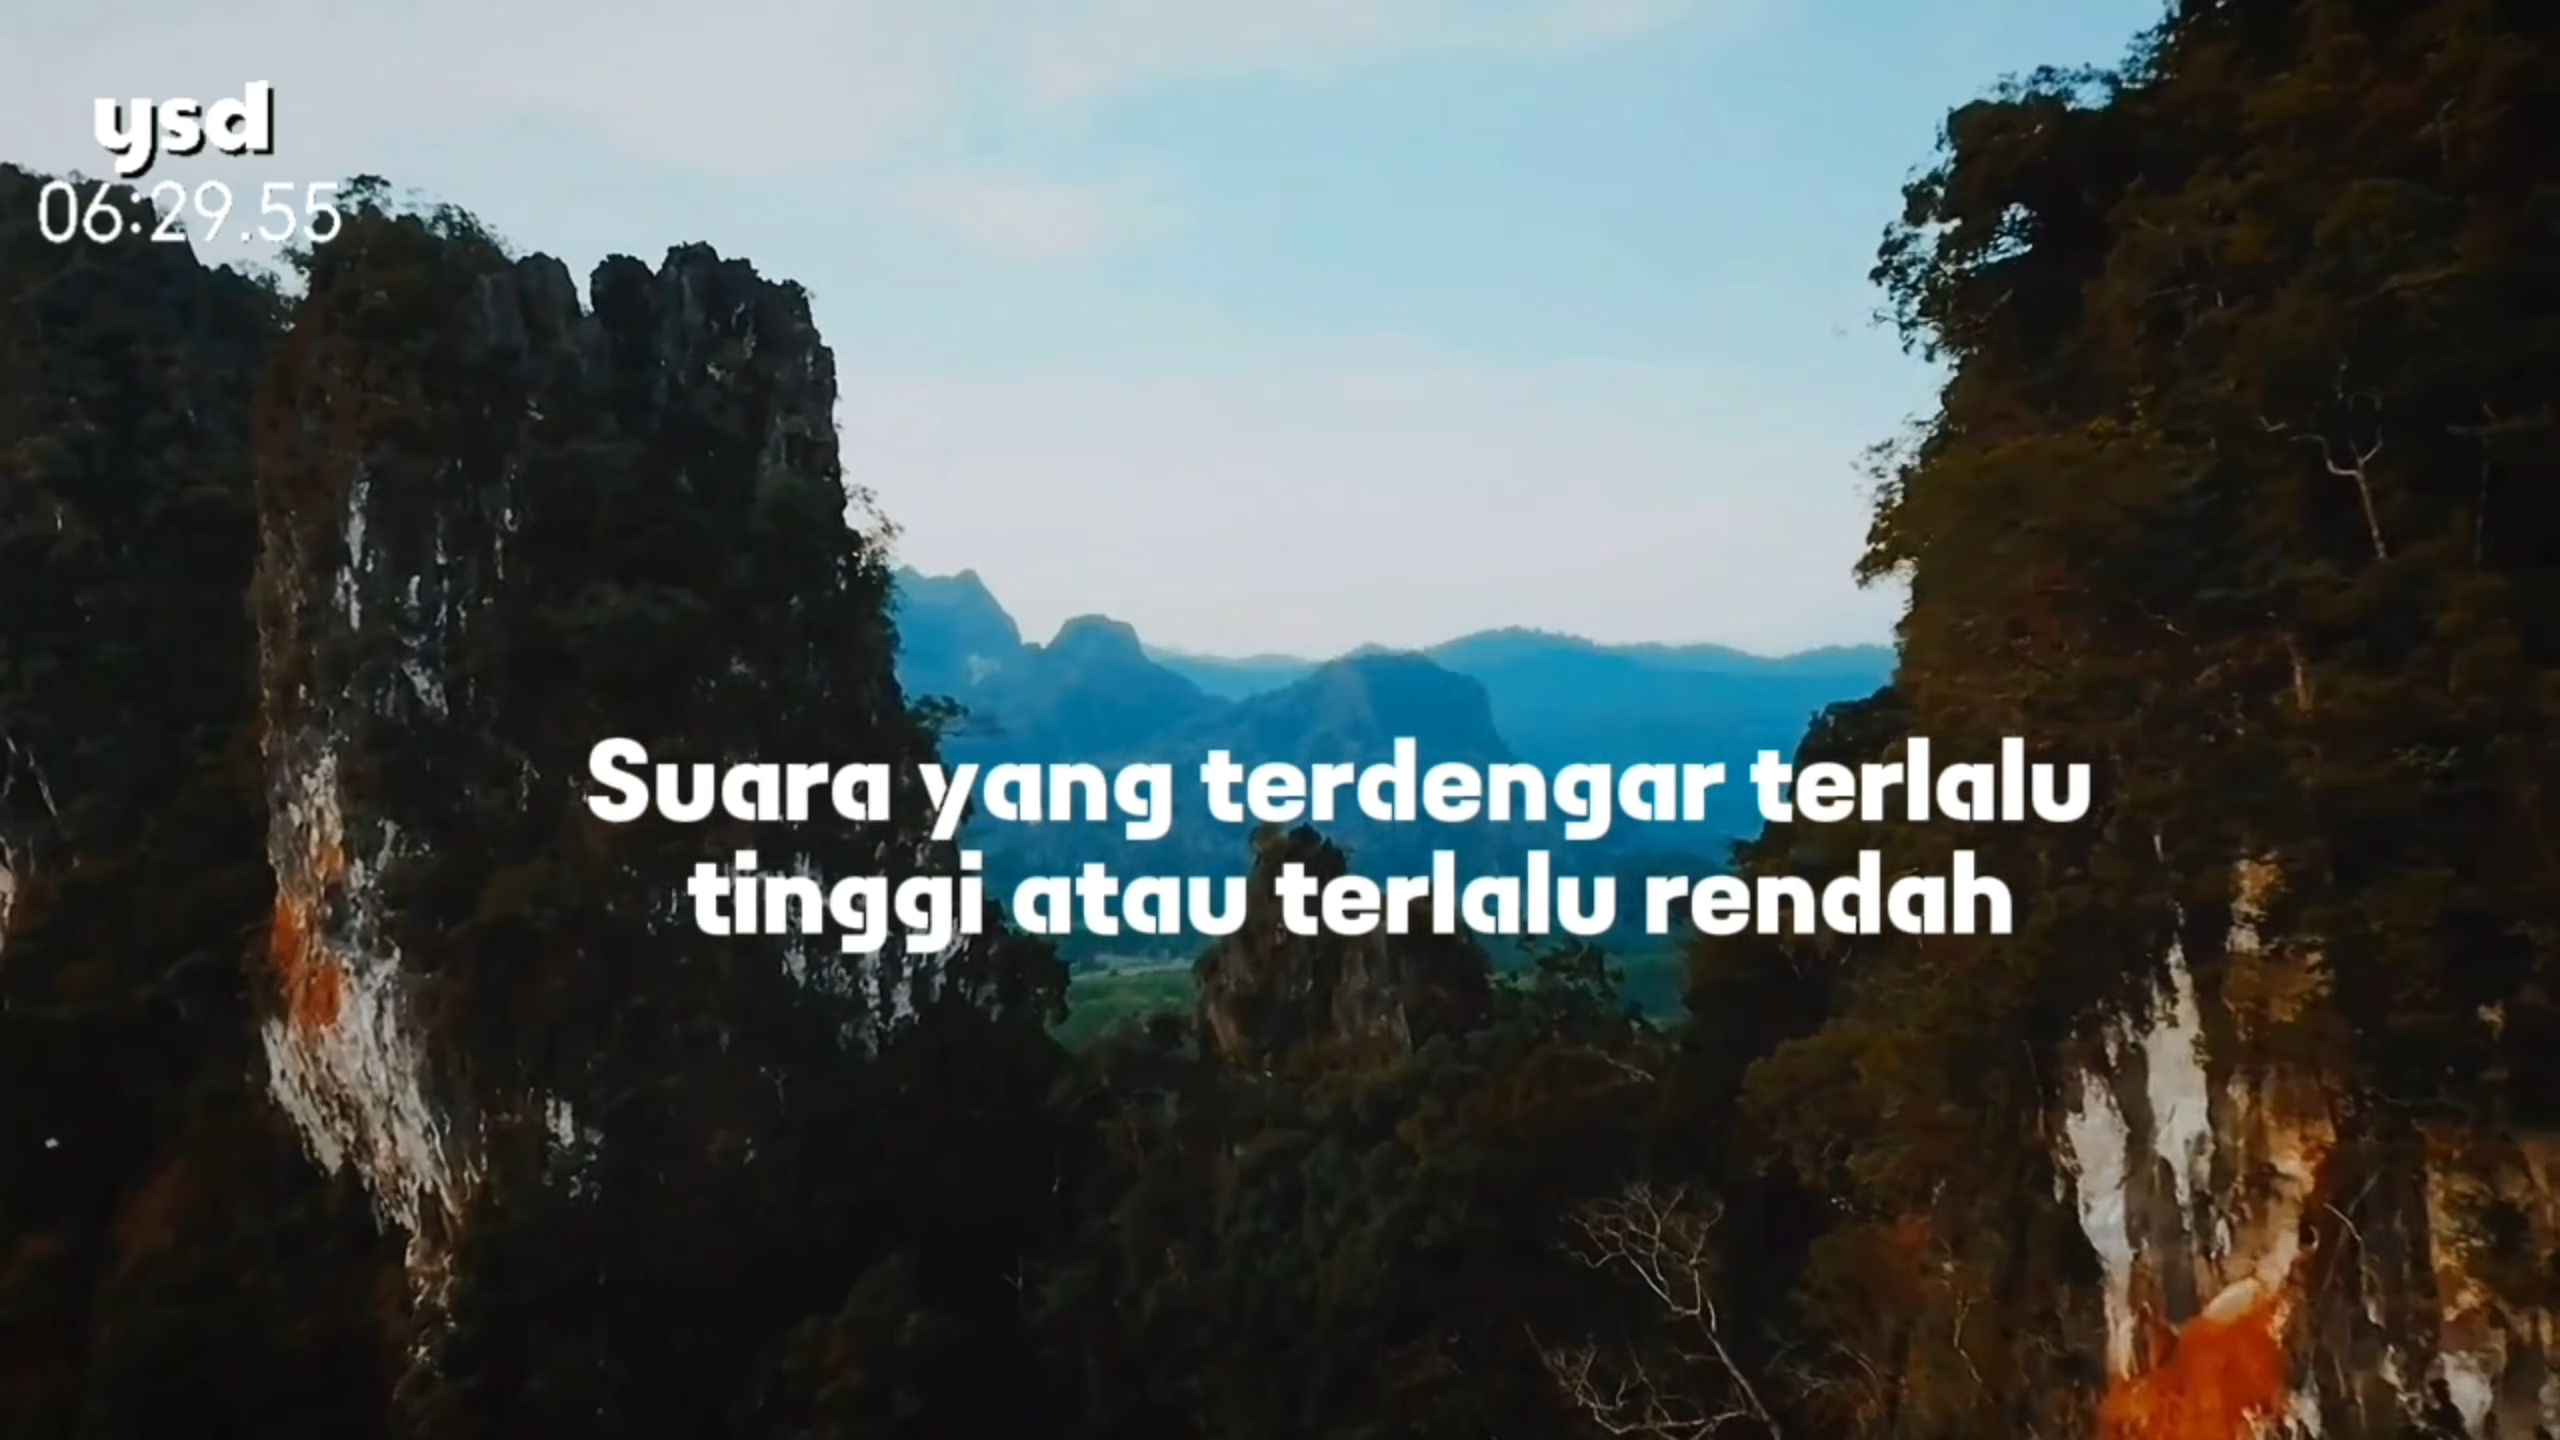 ysd
06:29.55
Suara yang terdengar terlalu
tinggi atau terlalu rendah